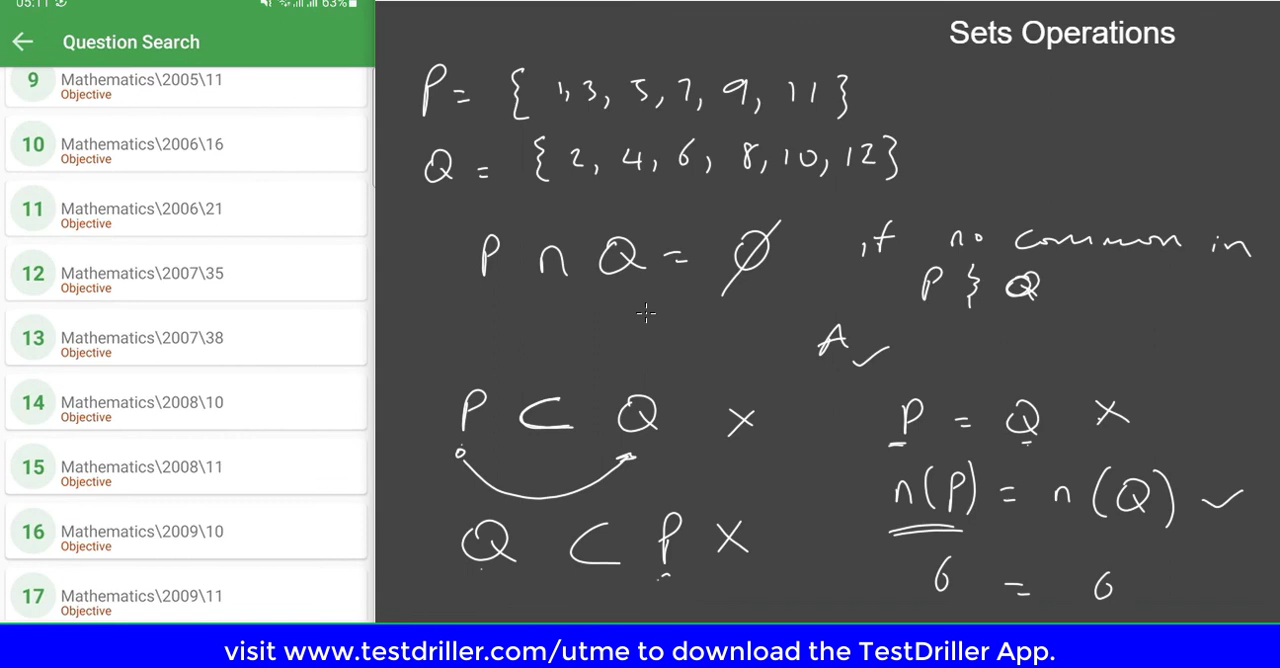 05:11
63%
Question Search
9
Mathematics\2005\11
Objective
10
Mathematics\2006\16
Objective
11
Mathematics\2006\21
Objective
12
Mathematics\2007\35
Objective
13
Mathematics\2007\38
Objective
14
Mathematics\2008\10
Objective
15
Mathematics\2008\11
Objective
16
Mathematics\2009\10
Objective
17
Mathematics\2009\11
Objective
Sets Operations
P = { 1, 3, 5, 7, 9, 11 }
Q = { 2, 4, 6, 8, 10, 12 }
P ∩ Q = ∅
if no common in
P } Q
A ✓
P ⊂ Q ×
Q ⊂ P ×
P = Q ×
n(P) = n(Q) ✓
6 = 6
visit www.testdriller.com/utme to download the TestDriller App.